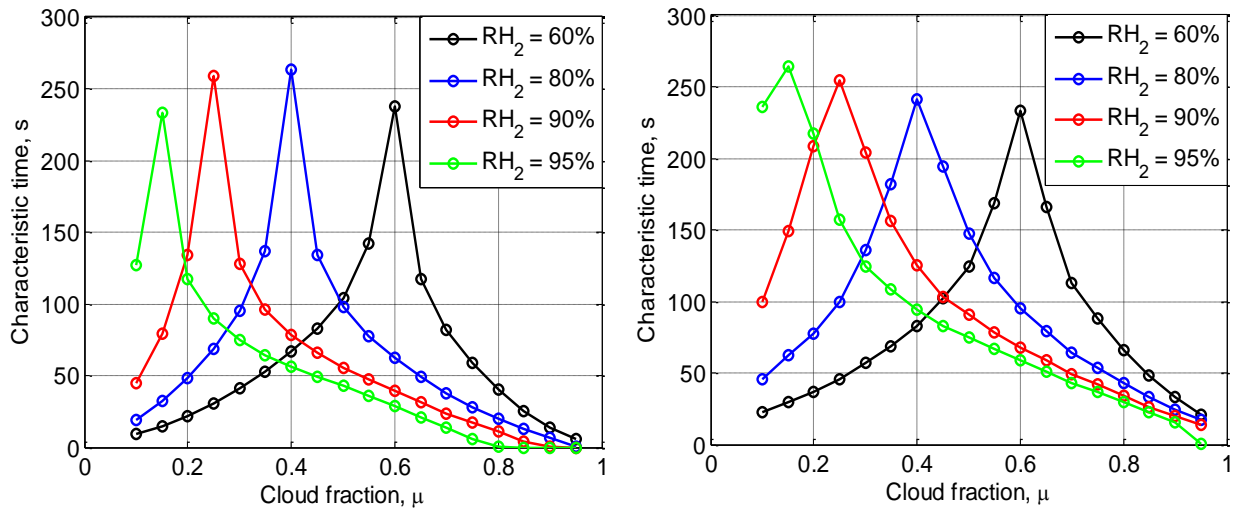 300
250
200
150
100
50
0
Characteristic time, s
0
0.2
0.4
0.6
0.8
1
Cloud fraction, μ
RH2 = 60%
RH2 = 80%
RH2 = 90%
RH2 = 95%
300
250
200
150
100
50
0
Characteristic time, s
0
0.2
0.4
0.6
0.8
1
Cloud fraction, μ
RH2 = 60%
RH2 = 80%
RH2 = 90%
RH2 = 95%